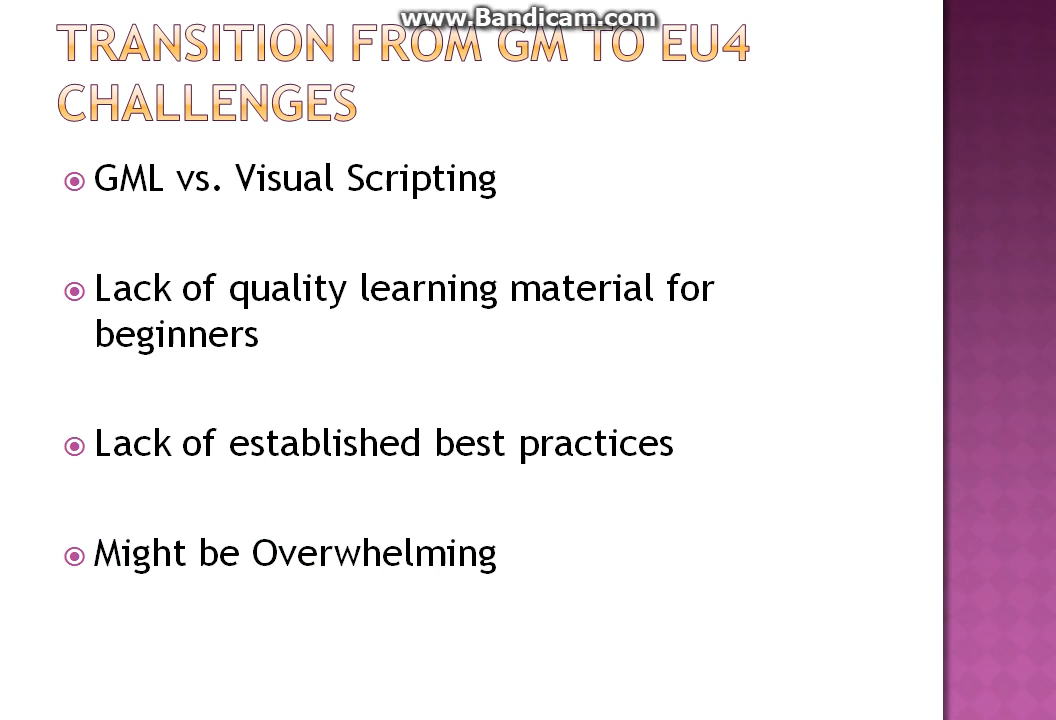 www.Bandicam.com
TRANSITION FROM GM TO EU4
CHALLENGES
GML vs. Visual Scripting
Lack of quality learning material for
beginners
Lack of established best practices
Might be Overwhelming